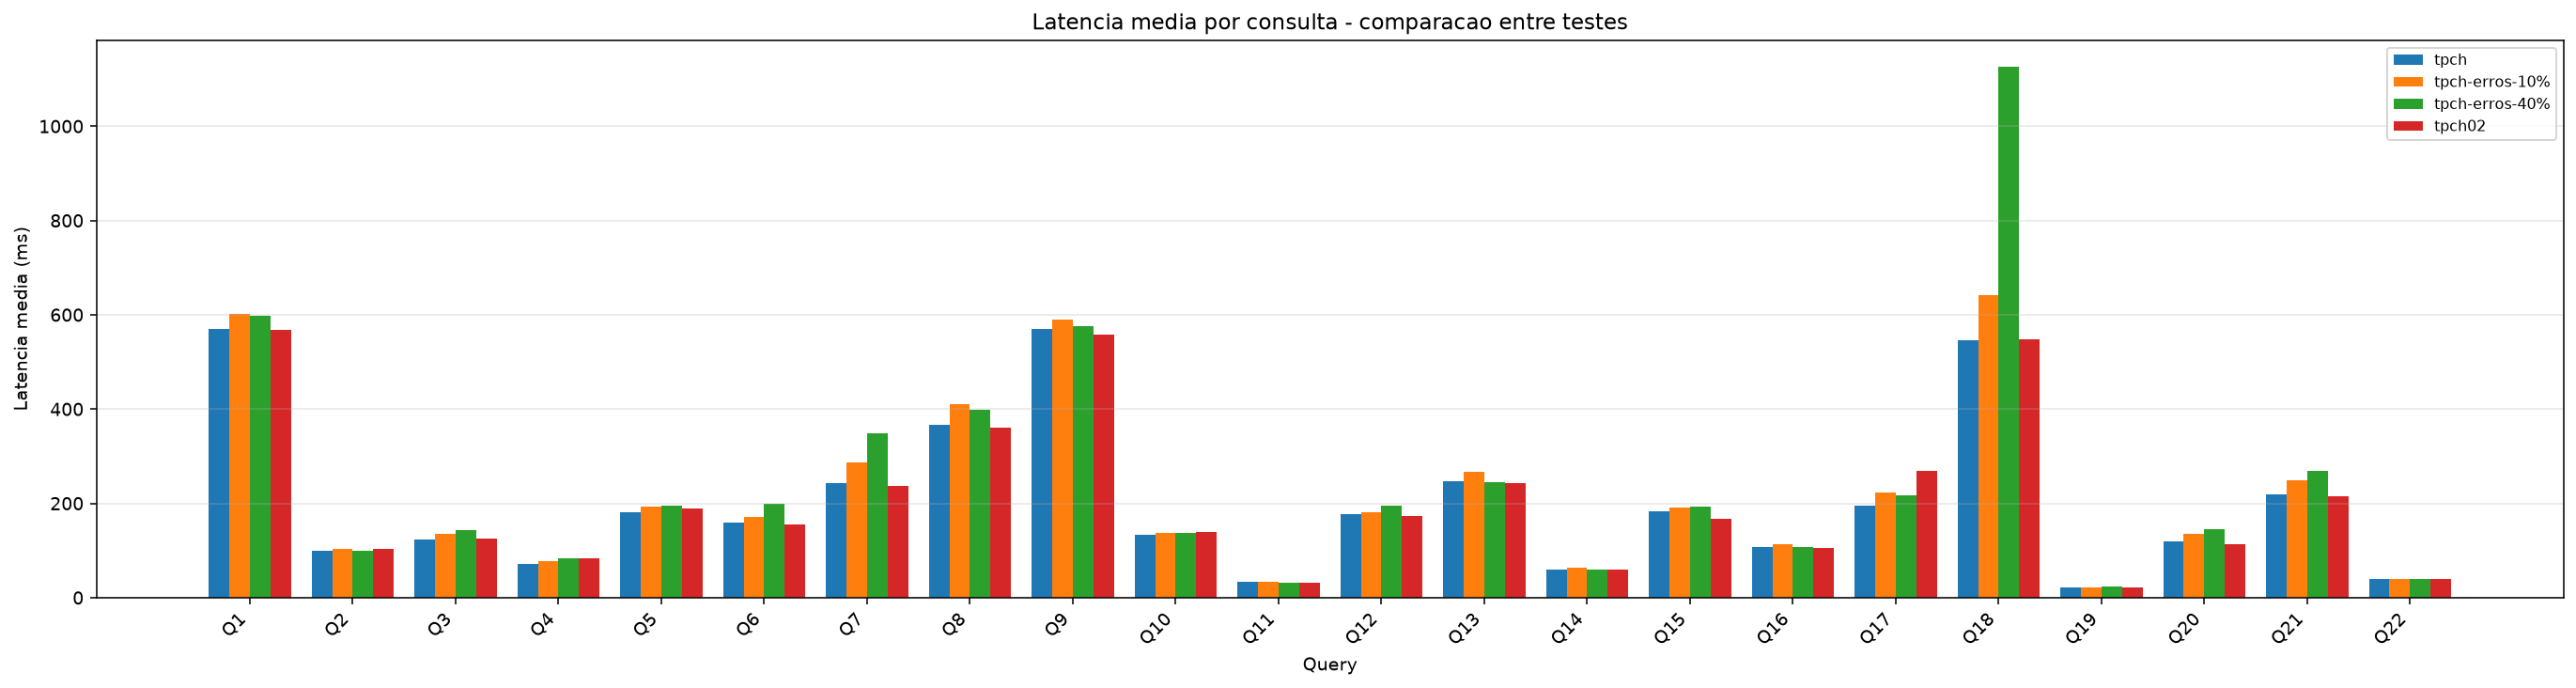 Latencia media por consulta - comparacao entre testes
tpch
tpch-erros-10%
tpch-erros-40%
tpch02
Latencia media (ms)
1000
800
600
400
200
0
Q1 Q2 Q3 Q4 Q5 Q6 Q7 Q8 Q9 Q10 Q11 Q12 Q13 Q14 Q15 Q16 Q17 Q18 Q19 Q20 Q21 Q22
Query